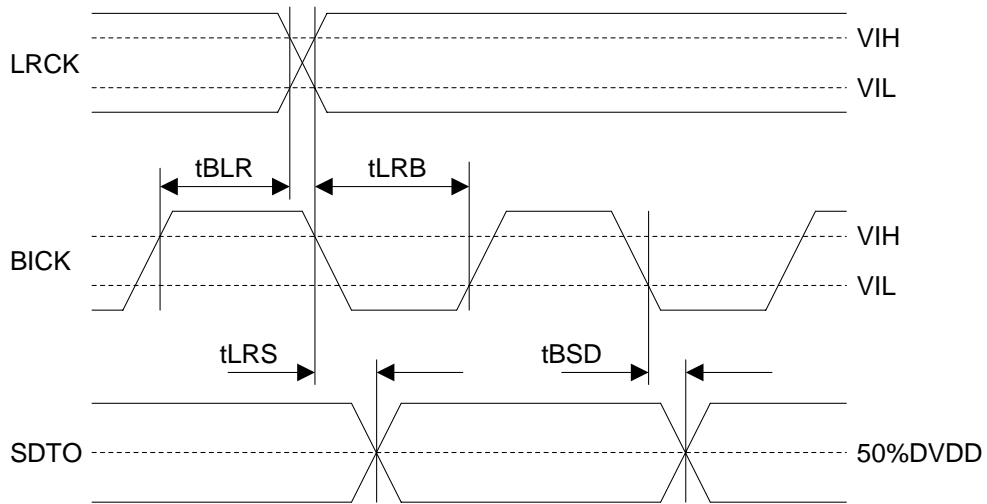 LRCK
VIH
VIL
tBLR
tLRB
BICK
VIH
VIL
tLRS
tBSD
SDTO
50%DVDD